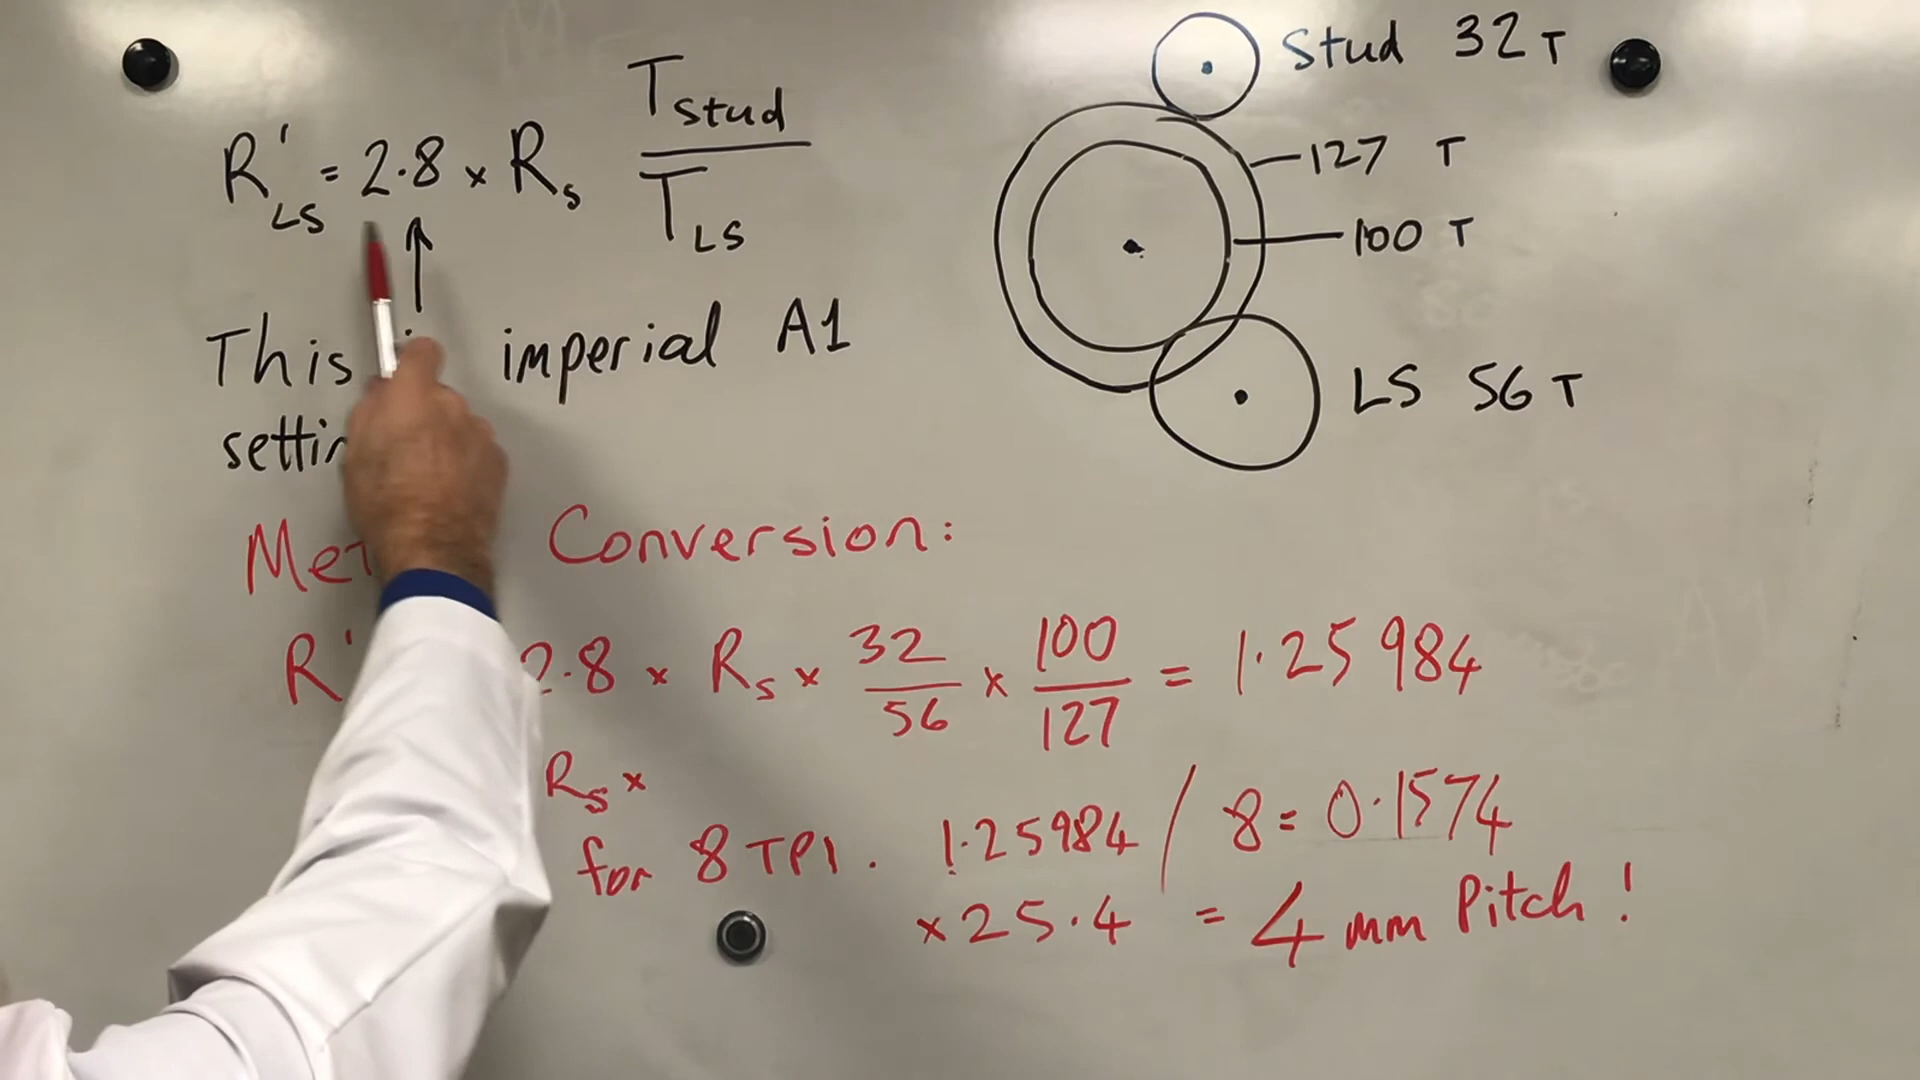 R'LS = 2.8 × Rs Tstud / TLS
This imperial A1
Conversion:
R' 2.8 × Rs × 32/56 × 100/127 = 1.25984
Rs ×
for 8 TPI . 1.25984 / 8 = 0.1574
× 25.4 = 4 mm Pitch !
Stud 32 T
127 T
100 T
LS 56 T